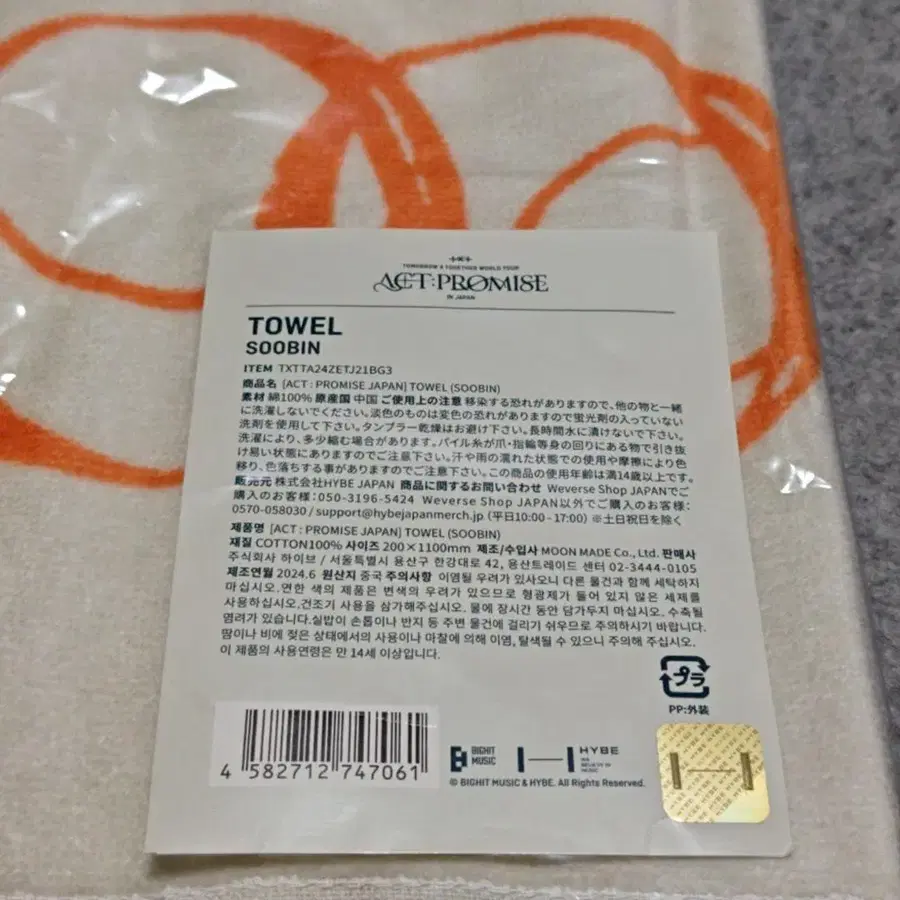 TOMORROW X TOGETHER WORLD TOUR
ACT:PROMISE
IN JAPAN
TOWEL
SOOBIN
ITEM TXTTA24ZETJ21BG3
商品名 [ACT : PROMISE JAPAN] TOWEL (SOOBIN)
素材 綿100% 原産国 中国 ご使用上の注意 移染する恐れがありますので、他の物と一緒
に洗濯しないでください。淡色のものは変色の恐れがありますので蛍光剤の入っていない
洗剤を使用して下さい。タンブラー乾燥はお避け下さい。長時間水に漬けないで下さい。
洗濯により、多少縮む場合があります。パイル糸が爪・指輪等身の回りにある物で引き抜
け易い状態にありますのでご注意下さい。汗や雨の濡れた状態での使用や摩擦により色
移り、色落ちする事がありますのでご注意下さい。この商品の使用年齢は満14歳以上です。
販売元 株式会社HYBE JAPAN 商品に関するお問い合わせ Weverse Shop JAPANでご
購入のお客様：050-3196-5424 Weverse Shop JAPAN以外でご購入のお客様：
0570-058030 / support@hybejapanmerch.jp (平日10:00 - 17:00) ※土日祝日を除く
제품명 [ACT : PROMISE JAPAN] TOWEL (SOOBIN)
재질 COTTON100% 사이즈 200×1100mm 제조/수입사 MOON MADE Co., Ltd. 판매사
주식회사 하이브 / 서울특별시 용산구 한강대로 42, 용산트레이드 센터 02-3444-0105
제조연월 2024.6 원산지 중국 주의사항 이염될 우려가 있사오니 다른 물건과 함께 세탁하지
마십시오.연한 색의 제품은 변색의 우려가 있으므로 형광제가 들어 있지 않은 세제를
사용하십시오.건조기 사용을 삼가해주십시오. 물에 장시간 동안 담가두지 마십시오. 수축될
염려가 있습니다.실밥이 손톱이나 반지 등 주변 물건에 걸리기 쉬우므로 주의하시기 바랍니다.
땀이나 비에 젖은 상태에서의 사용이나 마찰에 의해 이염, 탈색될 수 있으니 주의해 주십시오.
이 제품의 사용연령은 만 14세 이상입니다.
プラ
PP:外装
4 582712 747061
BIGHIT
MUSIC
HYBE
WE
BELIEVE IN
MUSIC
© BIGHIT MUSIC & HYBE. All Rights Reserved.